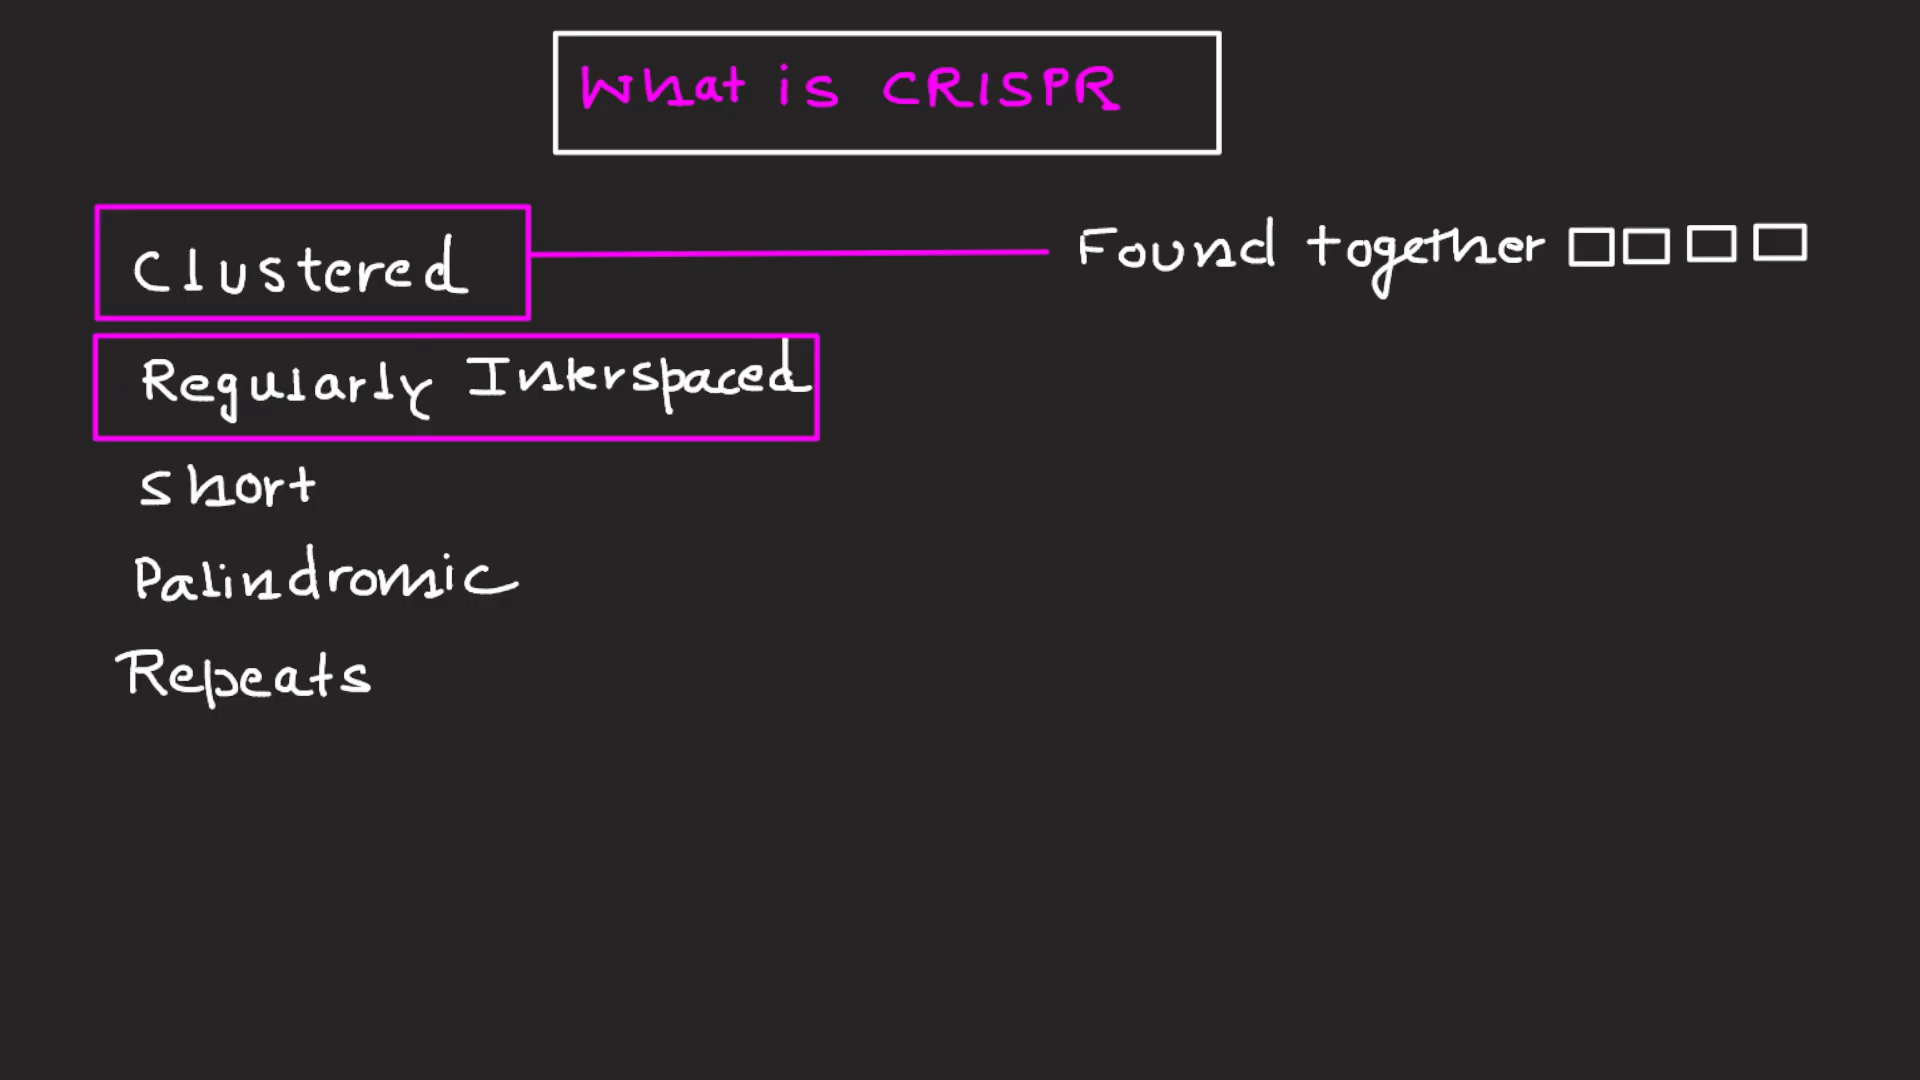 What is CRISPR
Clustered
Found together
Regularly Interspaced
Short
Palindromic
Repeats